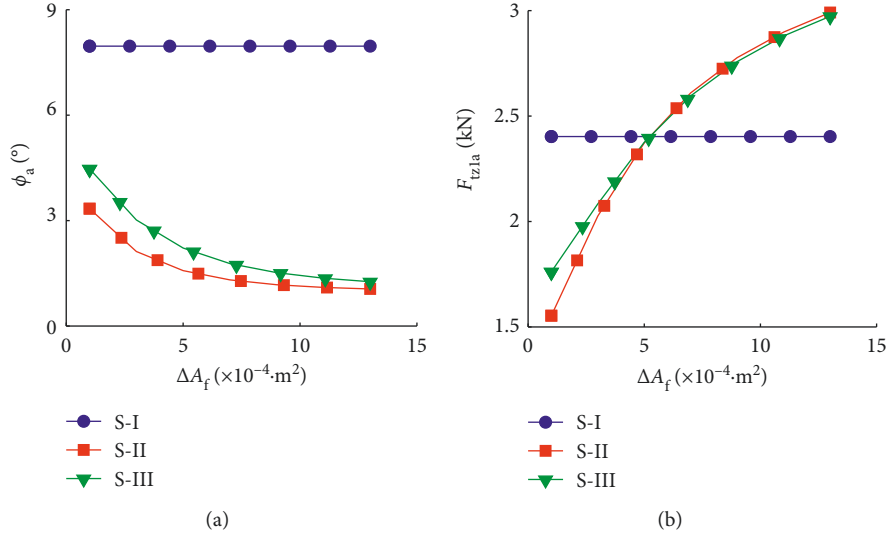 9
6
3
0
ϕa (°)
0
5
10
15
ΔAf (×10⁻⁴·m²)
S-I
S-II
S-III
(a)
3
2.5
2
1.5
Ftz1a (kN)
0
5
10
15
ΔAf (×10⁻⁴·m²)
S-I
S-II
S-III
(b)